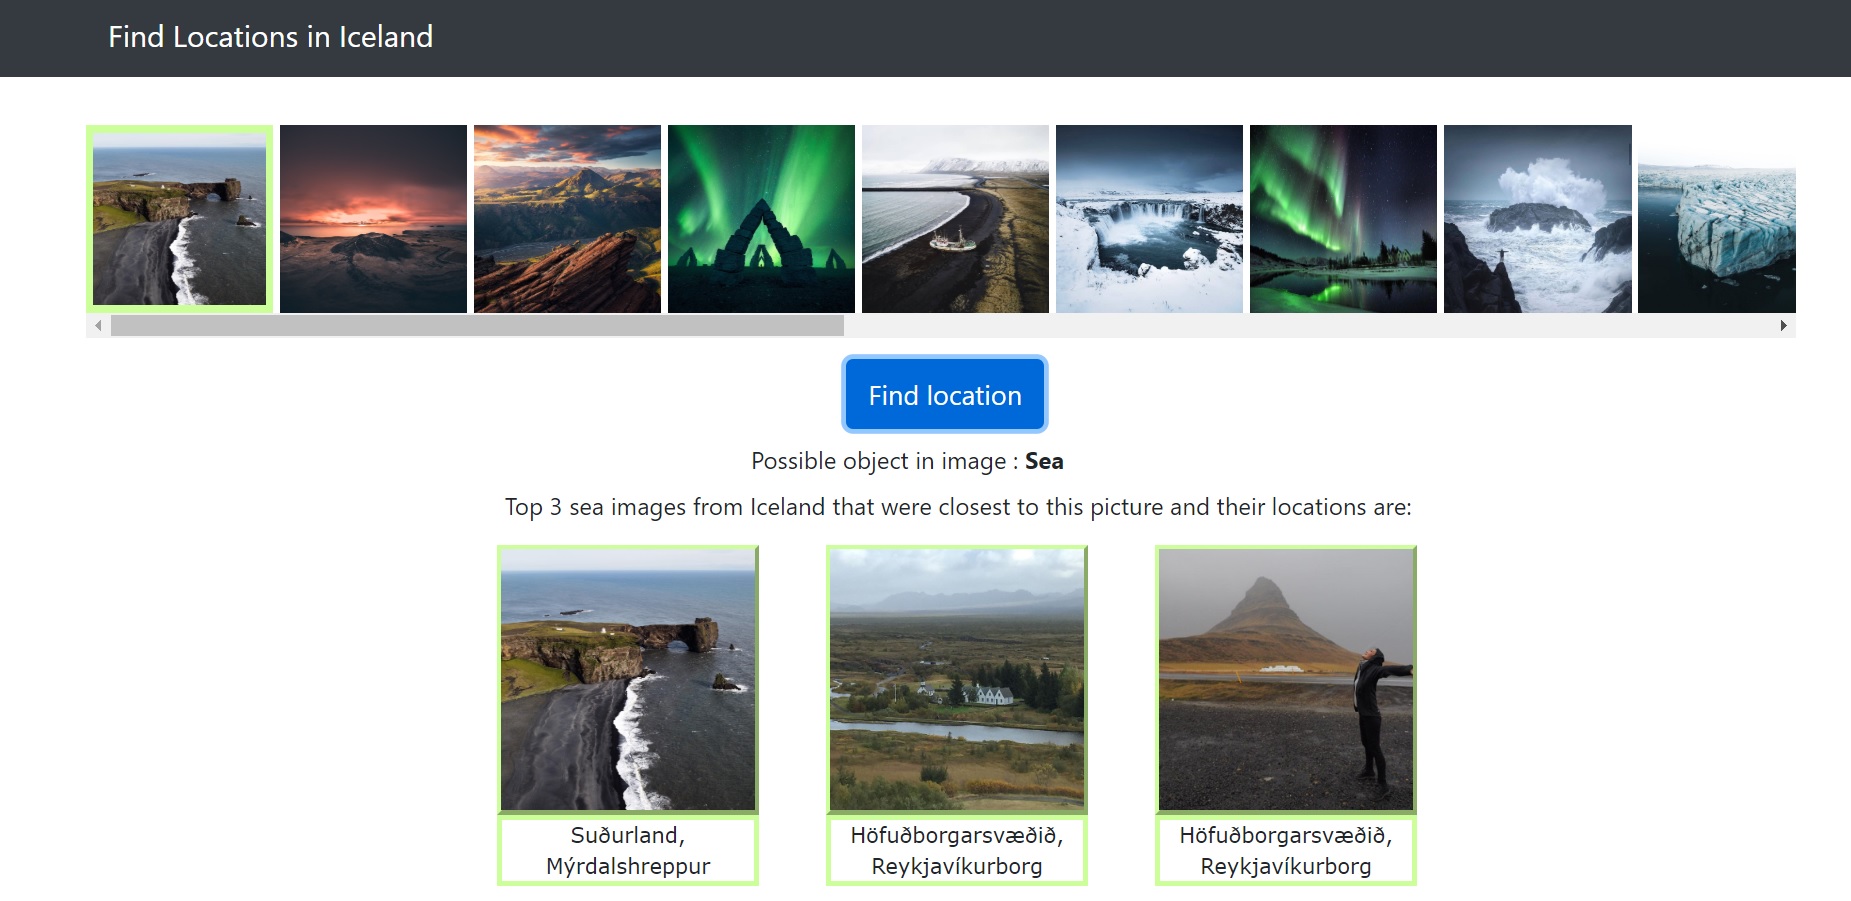 Find Locations in Iceland
Find location
Possible object in image : Sea
Top 3 sea images from Iceland that were closest to this picture and their locations are:
Suðurland,
Mýrdalshreppur
Höfuðborgarsvæðið,
Reykjavíkurborg
Höfuðborgarsvæðið,
Reykjavíkurborg